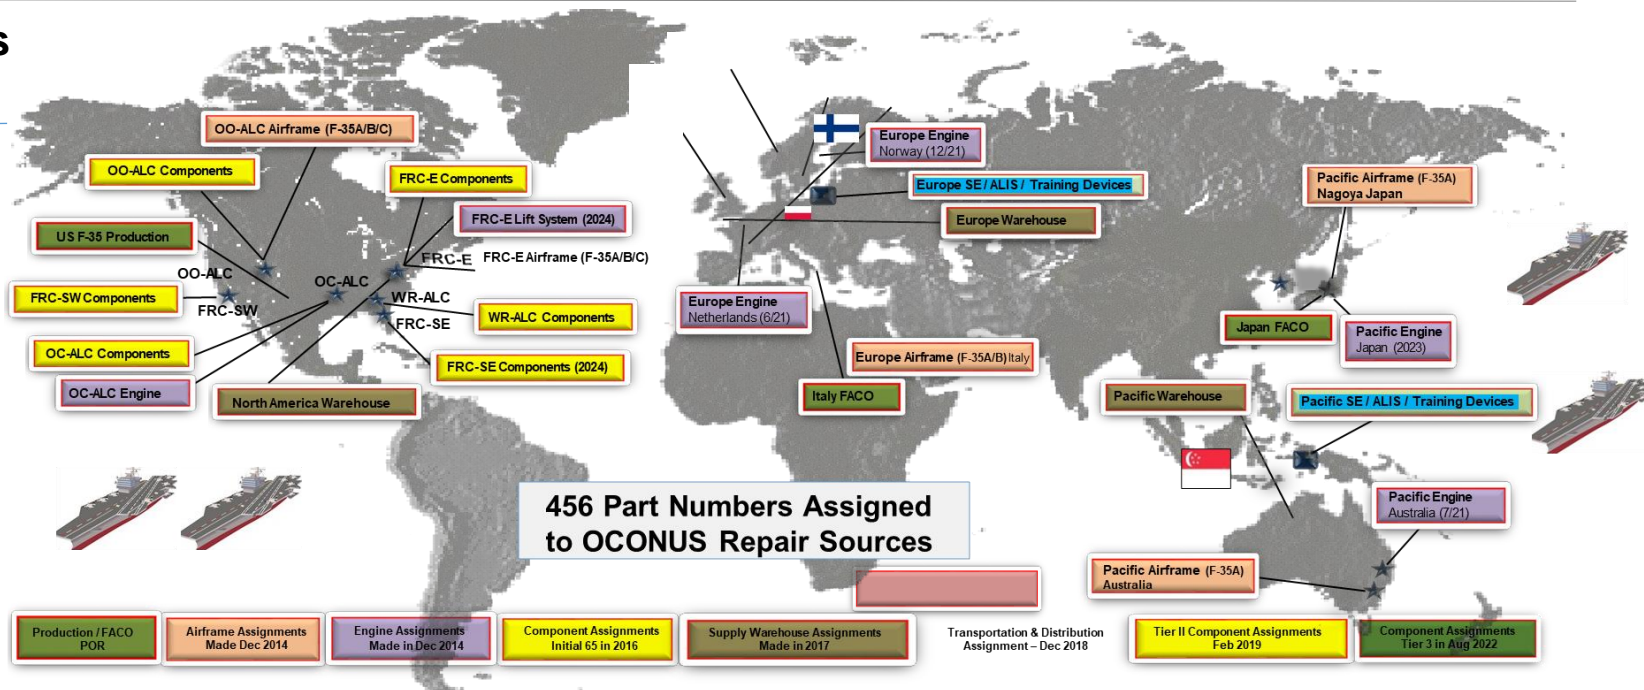 s
OO-ALC Airframe (F-35A/B/C)
OO-ALC Components
FRC-E Components
FRC-E Lift System (2024)
US F-35 Production
FRC-E
FRC-E Airframe (F-35A/B/C)
OO-ALC
OC-ALC
FRC-SW Components
FRC-SW
WR-ALC
WR-ALC Components
FRC-SE
OC-ALC Components
FRC-SE Components (2024)
OC-ALC Engine
North America Warehouse
Europe Engine
Norway (12/21)
Europe SE / ALIS / Training Devices
Europe Warehouse
Europe Engine
Netherlands (6/21)
Europe Airframe (F-35A/B) Italy
Italy FACO
Pacific Airframe (F-35A)
Nagoya Japan
Japan FACO
Pacific Engine
Japan (2023)
Pacific Warehouse
Pacific SE / ALIS / Training Devices
Pacific Engine
Australia (7/21)
Pacific Airframe (F-35A)
Australia
456 Part Numbers Assigned
to OCONUS Repair Sources
Production / FACO
POR
Airframe Assignments
Made Dec 2014
Engine Assignments
Made in Dec 2014
Component Assignments
Initial 65 in 2016
Supply Warehouse Assignments
Made in 2017
Transportation & Distribution
Assignment – Dec 2018
Tier II Component Assignments
Feb 2019
Component Assignments
Tier 3 in Aug 2022